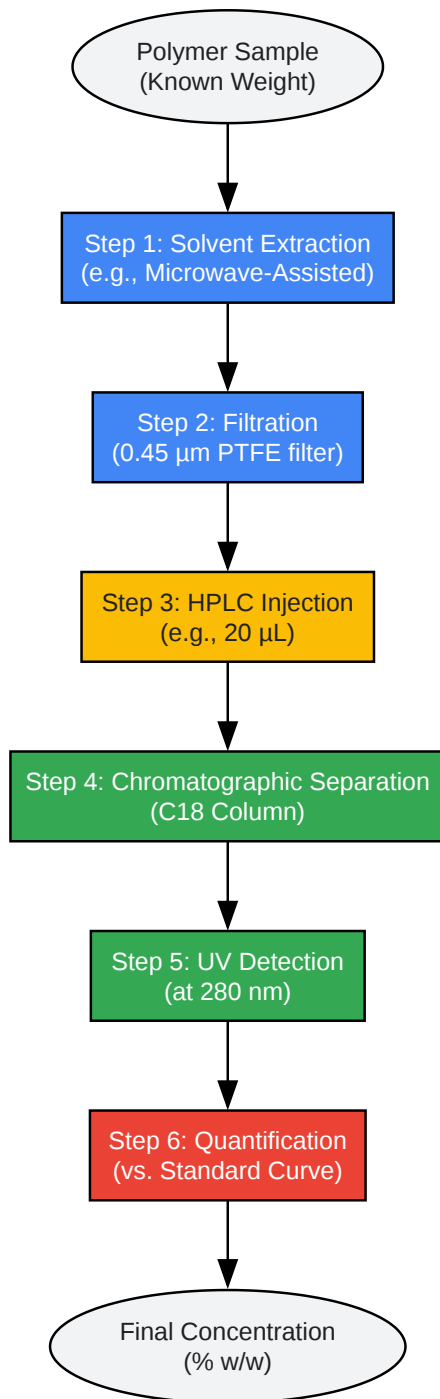 Polymer Sample
(Known Weight)
Step 1: Solvent Extraction
(e.g., Microwave-Assisted)
Step 2: Filtration
(0.45 µm PTFE filter)
Step 3: HPLC Injection
(e.g., 20 µL)
Step 4: Chromatographic Separation
(C18 Column)
Step 5: UV Detection
(at 280 nm)
Step 6: Quantification
(vs. Standard Curve)
Final Concentration
(% w/w)